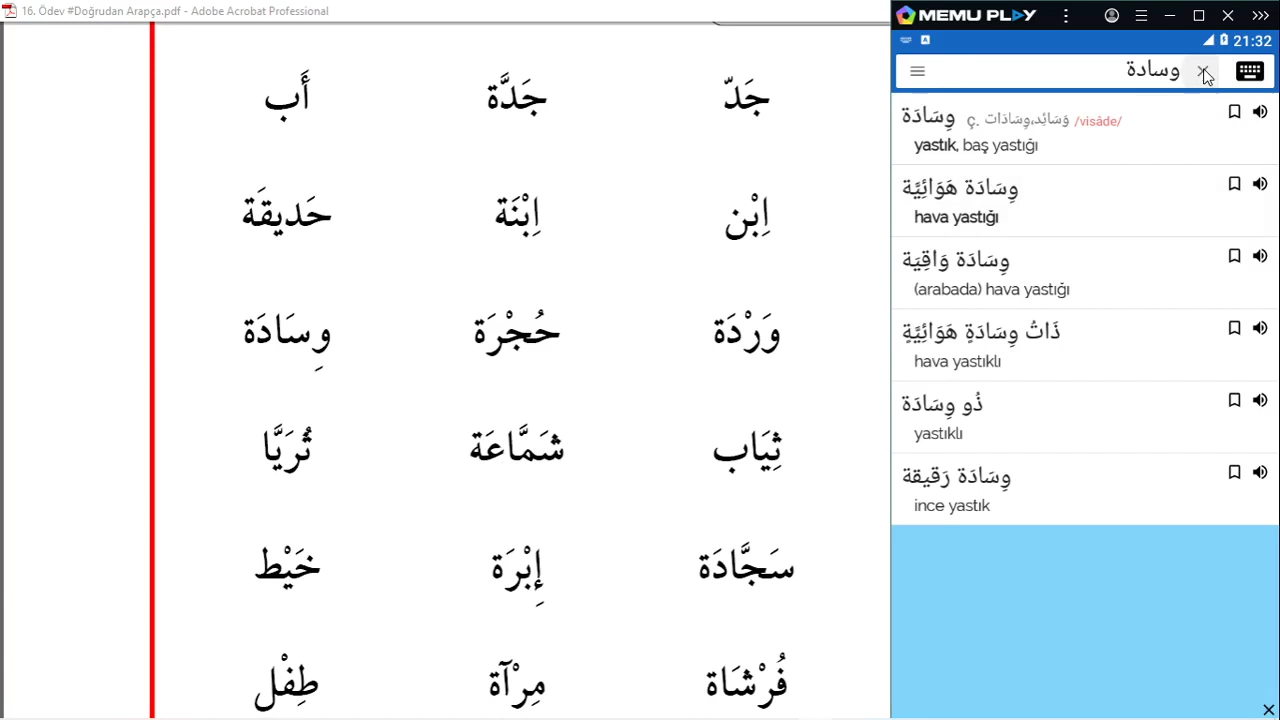 16. Ödev #Doğrudan Arapça.pdf - Adobe Acrobat Professional
جَدّ جَدَّة أَب
اِبْن اِبْنَة حَديقَة
وَرْدَة حُجْرَة وِسَادَة
ثِيَاب شَمَّاعَة ثُرَيَّا
سَجَّادَة إِبْرَة خَيْط
فُرْشَاة مِرْآة طِفْل
MEMU PLAY
A 21:32
وسادة
وِسَادَة ç. وَسَائِد،وِسَادَات /visâde/
yastık, baş yastığı
وِسَادَة هَوَائِيَّة
hava yastığı
وِسَادَة وَاقِيَة
(arabada) hava yastığı
ذَاتُ وِسَادَةٍ هَوَائِيَّةٍ
hava yastıklı
ذُو وِسَادَة
yastıklı
وِسَادَة رَقيقة
ince yastık